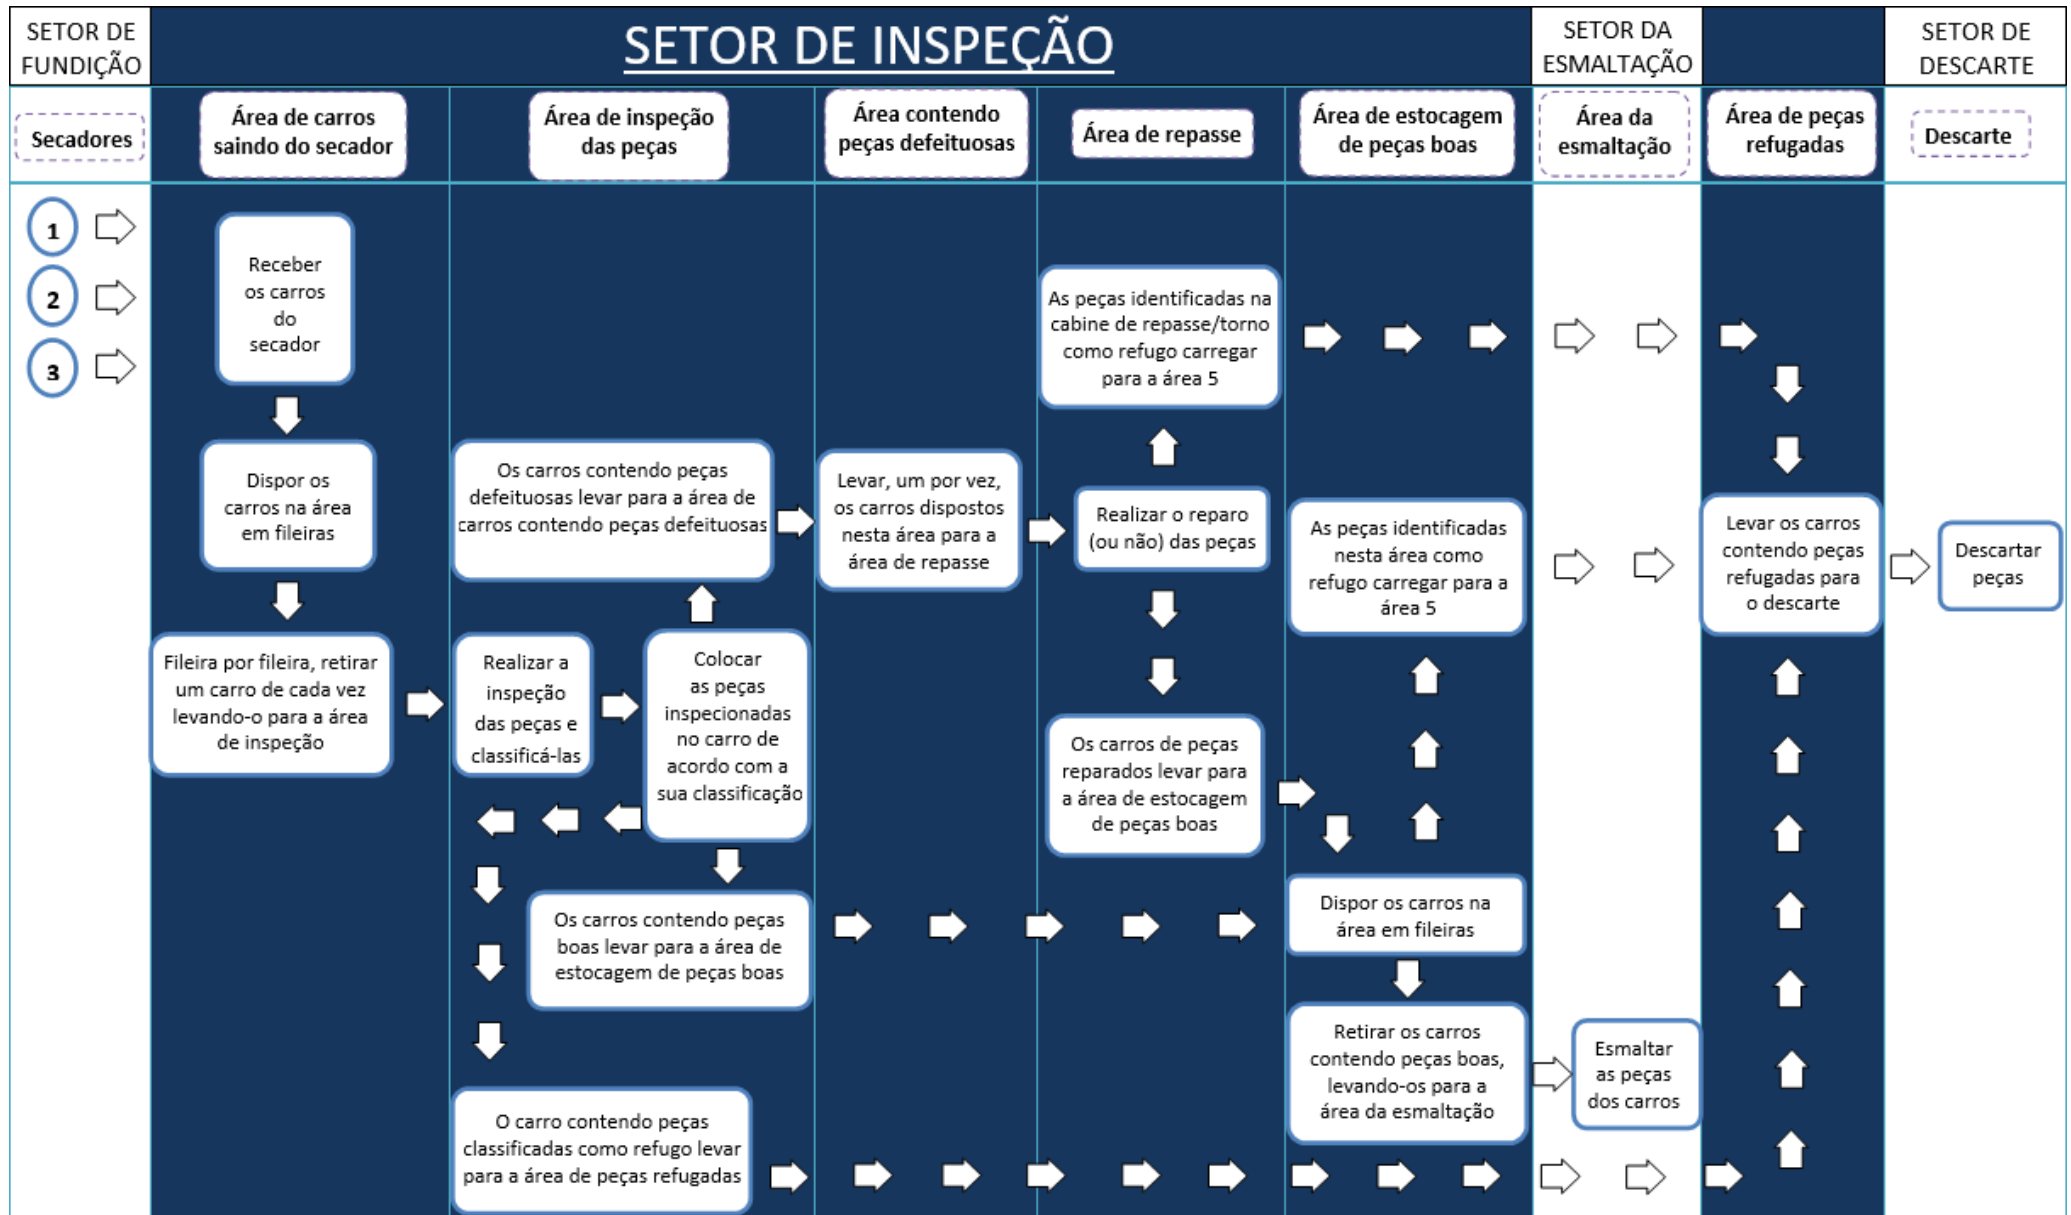 SETOR DE
FUNDIÇÃO
SETOR DE INSPEÇÃO
SETOR DA
ESMALTAÇÃO
SETOR DE
DESCARTE
Secadores
Área de carros
saindo do secador
Área de inspeção
das peças
Área contendo
peças defeituosas
Área de repasse
Área de estocagem
de peças boas
Área da
esmaltação
Área de peças
refugadas
Descarte
1
2
3
Receber
os carros
do
secador
Dispor os
carros na área
em fileiras
Fileira por fileira, retirar
um carro de cada vez
levando-o para a área
de inspeção
Os carros contendo peças
defeituosas levar para a área de
carros contendo peças defeituosas
Realizar a
inspeção
das peças e
classificá-las
Colocar
as peças
inspecionadas
no carro de
acordo com a
sua classificação
Os carros contendo peças
boas levar para a área de
estocagem de peças boas
O carro contendo peças
classificadas como refugo levar
para a área de peças refugadas
Levar, um por vez,
os carros dispostos
nesta área para a
área de repasse
As peças identificadas na
cabine de repasse/torno
como refugo carregar
para a área 5
Realizar o reparo
(ou não) das peças
Os carros de peças
reparados levar para
a área de estocagem
de peças boas
As peças identificadas
nesta área como
refugo carregar para a
área 5
Dispor os carros na
área em fileiras
Retirar os carros
contendo peças boas,
levando-os para a
área da esmaltação
Esmaltar
as peças
dos carros
Levar os carros
contendo peças
refugadas para
o descarte
Descartar
peças